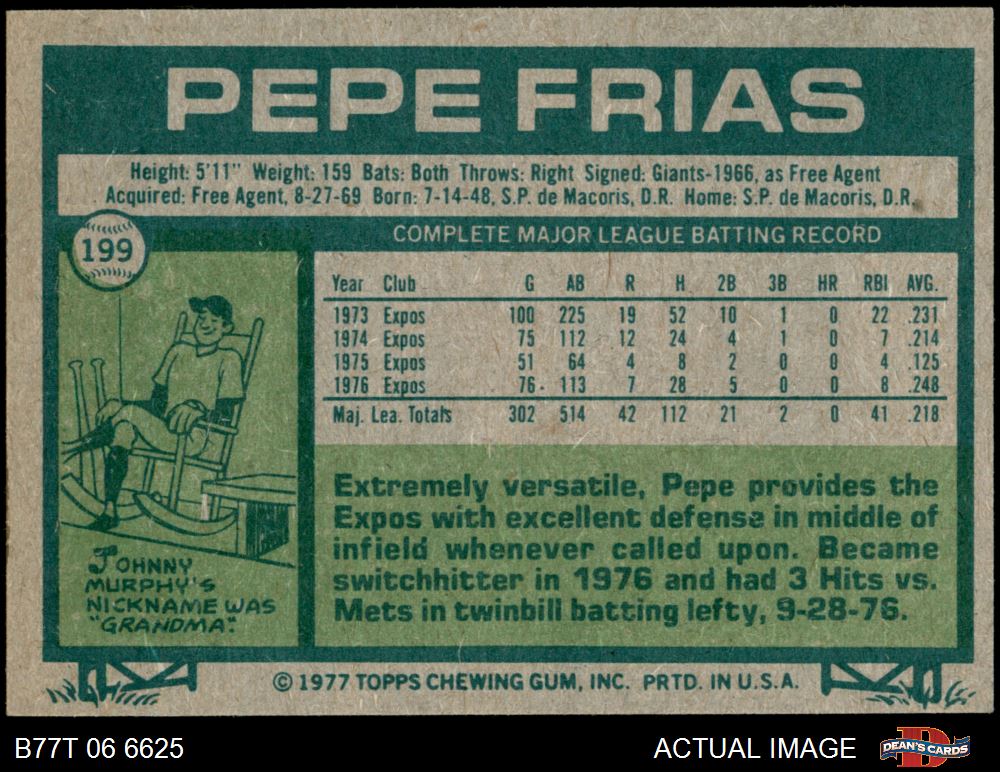 PEPE FRIAS
Height: 5'11" Weight: 159 Bats: Both Throws: Right Signed: Giants-1966, as Free Agent
Acquired: Free Agent, 8-27-69 Born: 7-14-48, S.P. de Macoris, D.R. Home: S.P. de Macoris, D.R.
199
COMPLETE MAJOR LEAGUE BATTING RECORD
Year Club G AB R H 2B 3B HR RBI AVG.
1973 Expos 100 225 19 52 10 1 0 22 .231
1974 Expos 75 112 12 24 4 1 0 7 .214
1975 Expos 51 64 4 8 2 0 0 4 .125
1976 Expos 76 113 7 28 5 0 0 8 .248
Maj. Lea. Totals 302 514 42 112 21 2 0 41 .218
Extremely versatile, Pepe provides the
Expos with excellent defense in middle of
infield whenever called upon. Became
switchhitter in 1976 and had 3 Hits vs.
Mets in twinbill batting lefty, 9-28-76.
JOHNNY
MURPHY'S
NICKNAME WAS
"GRANDMA."
© 1977 TOPPS CHEWING GUM, INC. PRTD. IN U.S.A.
B77T 06 6625
ACTUAL IMAGE
D
DEAN'S CARDS